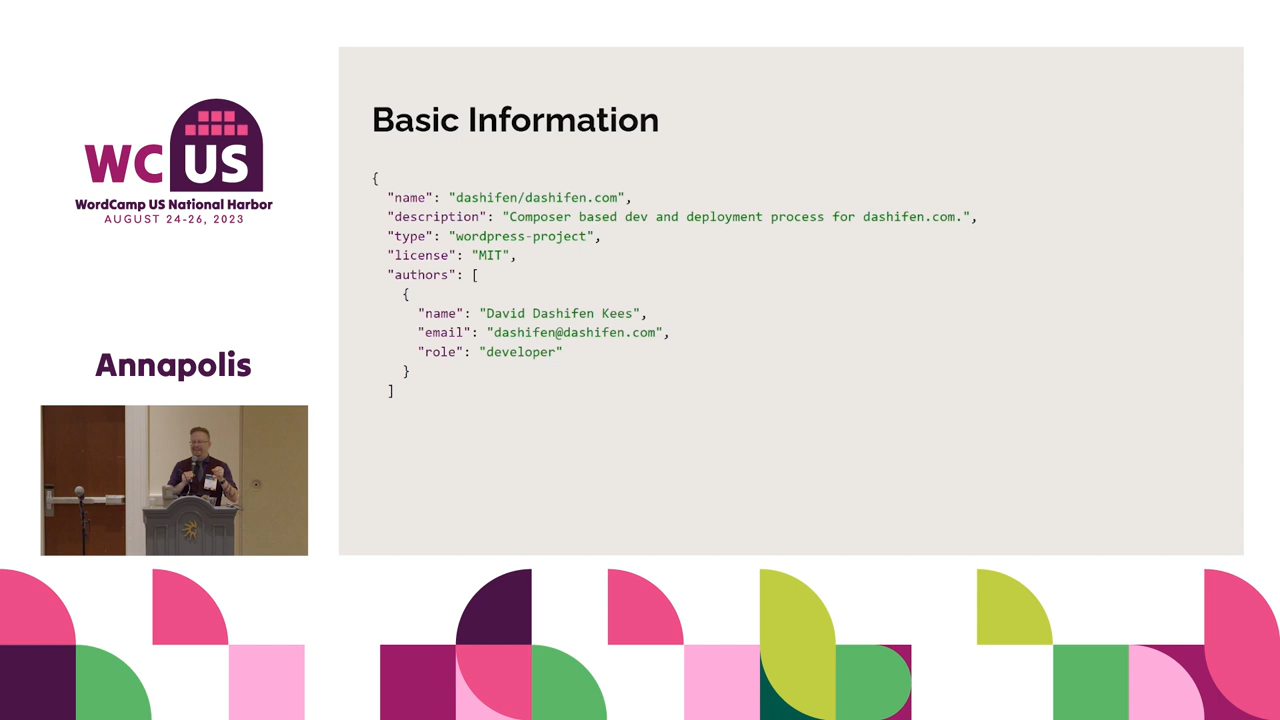 WC US
WordCamp US National Harbor
AUGUST 24-26, 2023
Annapolis
Basic Information
{
"name": "dashifen/dashifen.com",
"description": "Composer based dev and deployment process for dashifen.com.",
"type": "wordpress-project",
"license": "MIT",
"authors": [
{
"name": "David Dashifen Kees",
"email": "dashifen@dashifen.com",
"role": "developer"
}
]